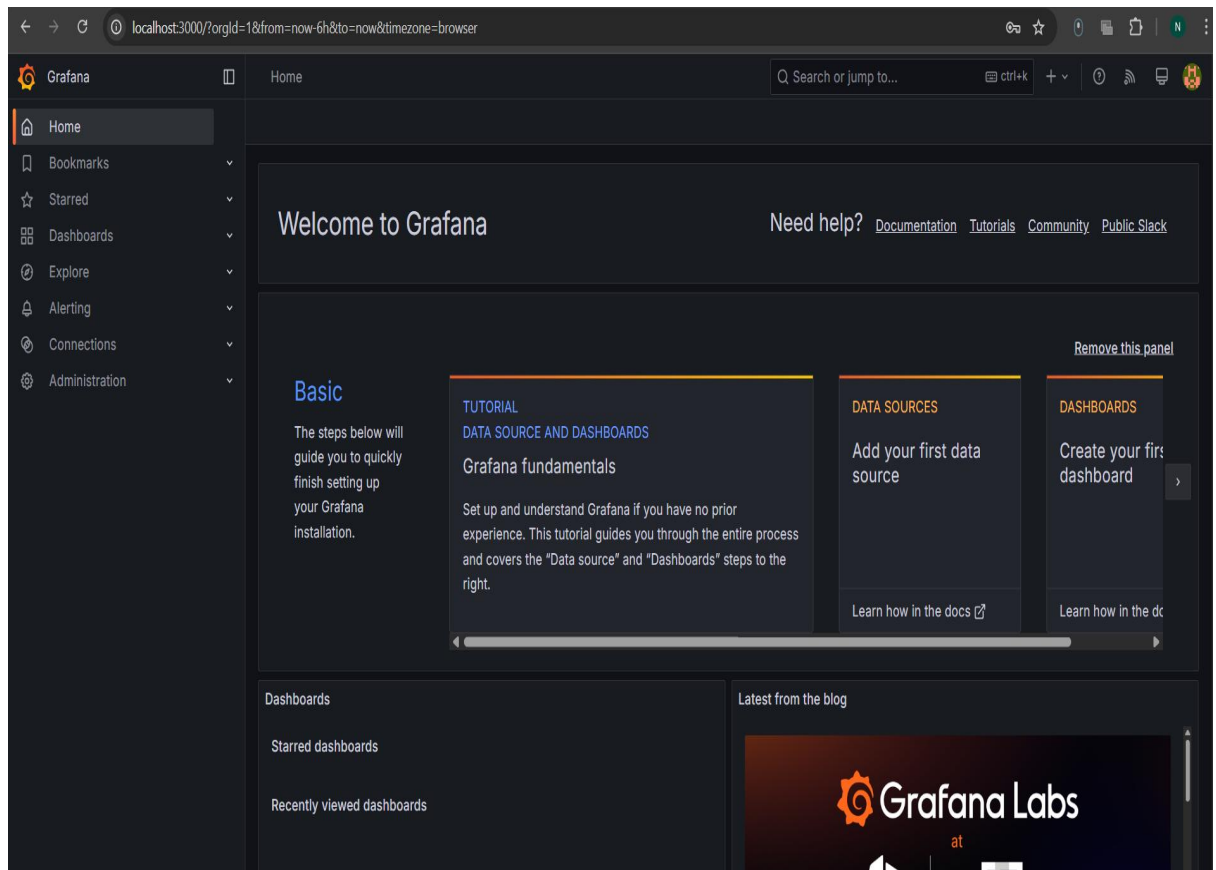 localhost:3000/?orgId=1&from=now-6h&to=now&timezone=browser
N
Grafana
Home
Search or jump to...
ctrl+k
Home
Bookmarks
Starred
Dashboards
Explore
Alerting
Connections
Administration
Welcome to Grafana
Need help? Documentation Tutorials Community Public Slack
Remove this panel
Basic
The steps below will
guide you to quickly
finish setting up
your Grafana
installation.
TUTORIAL
DATA SOURCE AND DASHBOARDS
Grafana fundamentals
Set up and understand Grafana if you have no prior
experience. This tutorial guides you through the entire process
and covers the “Data source” and “Dashboards” steps to the
right.
DATA SOURCES
Add your first data
source
Learn how in the docs
DASHBOARDS
Create your firs
dashboard
Learn how in the do
Dashboards
Starred dashboards
Recently viewed dashboards
Latest from the blog
Grafana Labs
at